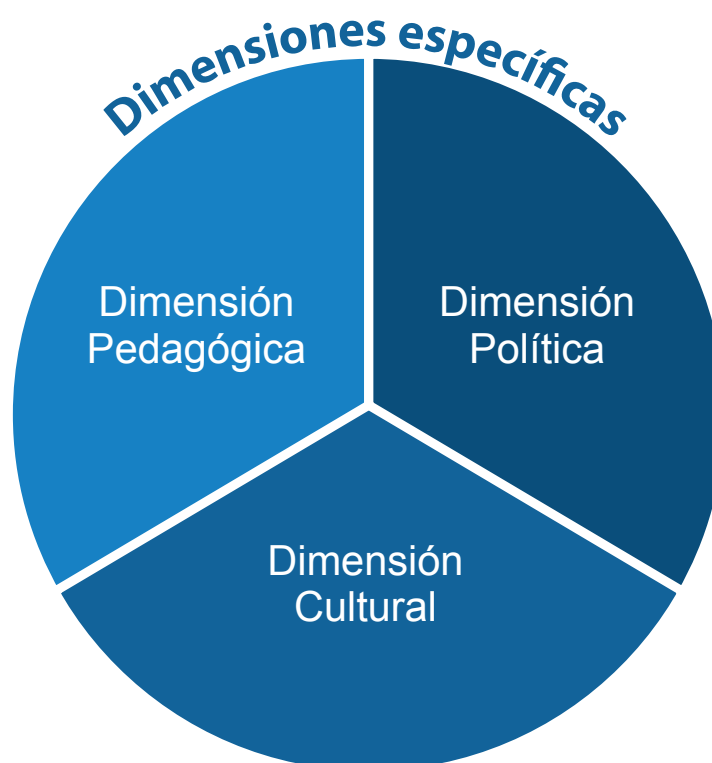 Dimensiones específicas
Dimensión
Pedagógica
Dimensión
Política
Dimensión
Cultural